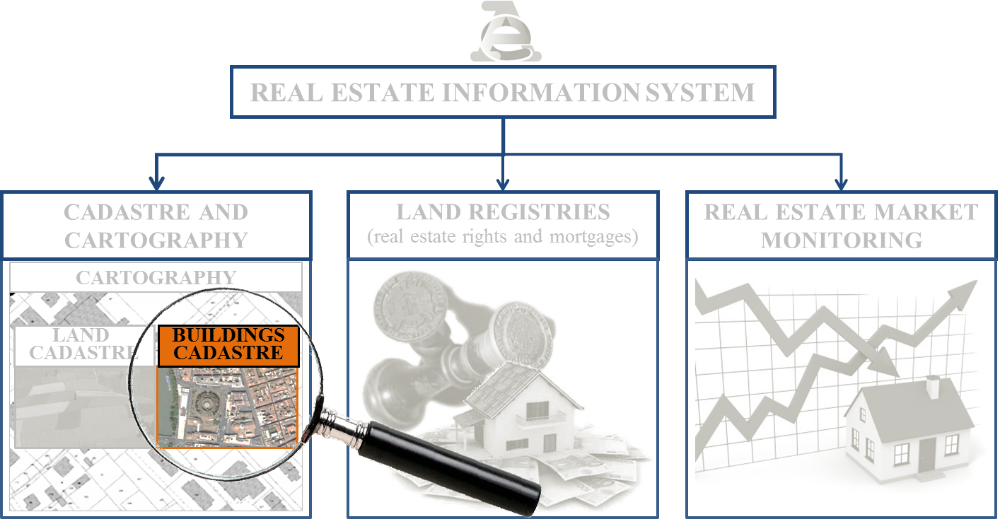 REAL ESTATE INFORMATION SYSTEM
CADASTRE AND
CARTOGRAPHY
CARTOGRAPHY
LAND
CADASTRE
BUILDINGS
CADASTRE
LAND REGISTRIES
(real estate rights and mortgages)
REAL ESTATE MARKET
MONITORING